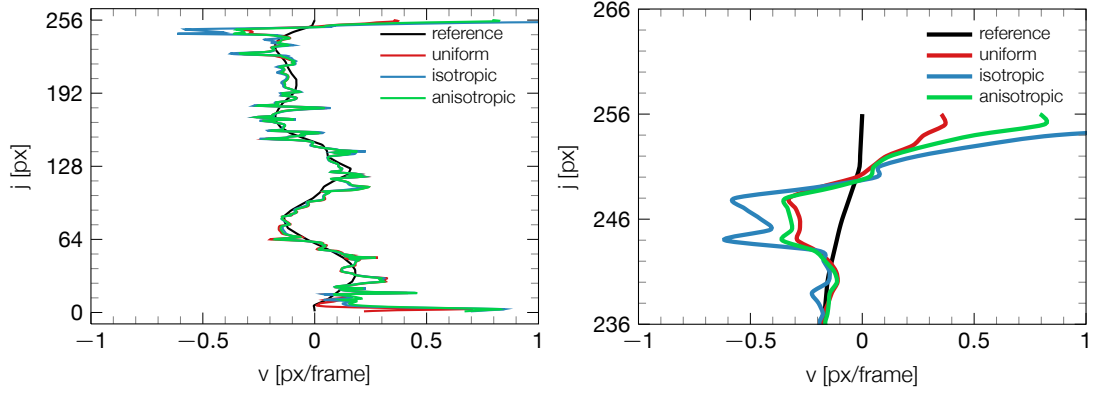 256
192
128
64
0
j [px]
−1
−0.5
0
0.5
1
v [px/frame]
reference
uniform
isotropic
anisotropic
266
256
246
236
j [px]
−1
−0.5
0
0.5
1
v [px/frame]
reference
uniform
isotropic
anisotropic